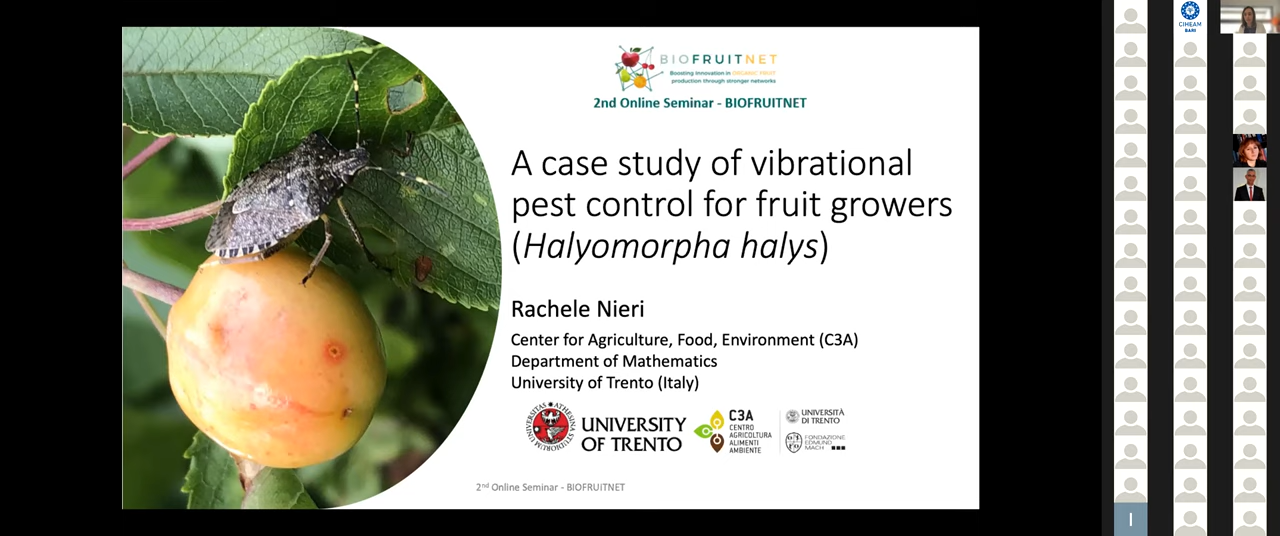 BIOFRUITNET
Boosting innovation in ORGANIC FRUIT
production through stronger networks
2nd Online Seminar - BIOFRUITNET
A case study of vibrational
pest control for fruit growers
(Halyomorpha halys)
Rachele Nieri
Center for Agriculture, Food, Environment (C3A)
Department of Mathematics
University of Trento (Italy)
UNIVERSITY
OF TRENTO
C3A
CENTRO
AGRICOLTURA
ALIMENTI
AMBIENTE
UNIVERSITÀ
DI TRENTO
FONDAZIONE
EDMUND
MACH
2nd Online Seminar - BIOFRUITNET
CIHEAM
BARI
I